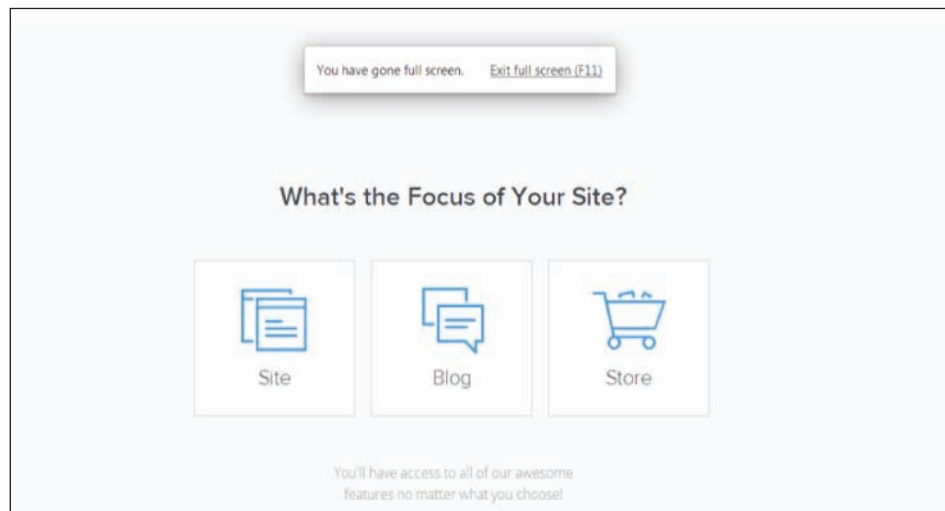 You have gone full screen. Exit full screen (F11)
What's the Focus of Your Site?
Site
Blog
Store
You'll have access to all of our awesome
features no matter what you choose!